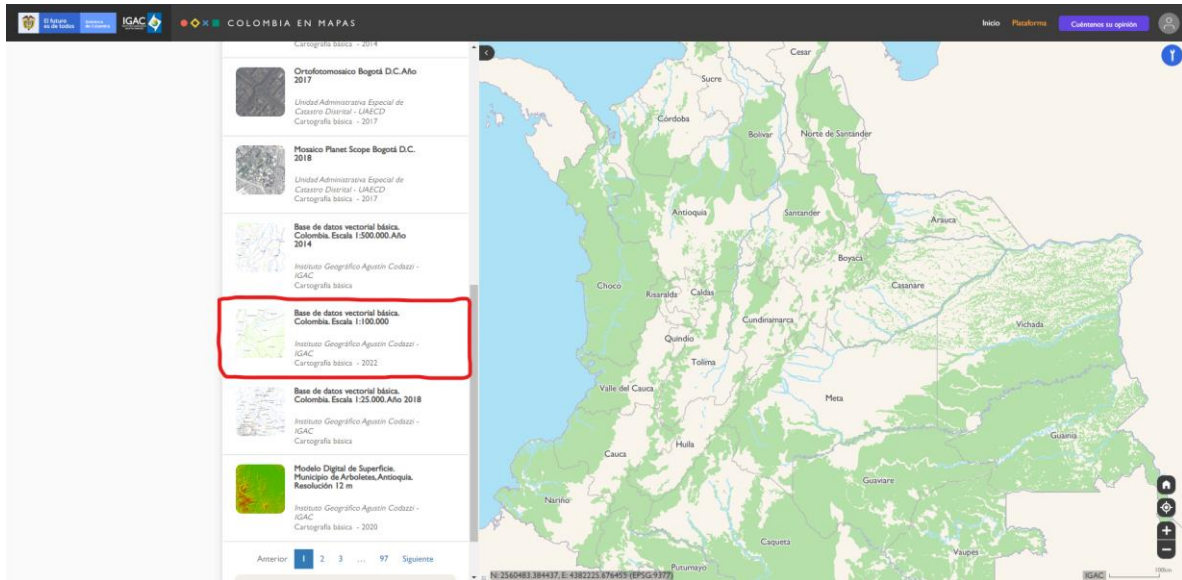 El futuro
es de todos
IGAC
COLOMBIA EN MAPAS
Inicio
Plataforma
Cuéntenos su opinión
Cartografía básica - 2014
Ortofotomosaico Bogotá D.C.Año
2017
Unidad Administrativa Especial de
Catastro Distrital - UAECD
Cartografía básica - 2017
Mosaico Planet Scope Bogotá D.C.
2018
Unidad Administrativa Especial de
Catastro Distrital - UAECD
Cartografía básica - 2017
Base de datos vectorial básica.
Colombia. Escala 1:500.000.Año
2014
Instituto Geográfico Agustín Codazzi -
IGAC
Cartografía básica
Base de datos vectorial básica.
Colombia. Escala 1:100.000
Instituto Geográfico Agustín Codazzi -
IGAC
Cartografía básica - 2022
Base de datos vectorial básica.
Colombia. Escala 1:25.000.Año 2018
Instituto Geográfico Agustín Codazzi -
IGAC
Cartografía básica
Modelo Digital de Superficie.
Municipio de Arboletes, Antioquia.
Resolución 12 m
Instituto Geográfico Agustín Codazzi -
IGAC
Cartografía básica - 2020
Anterior 1 2 3 ... 97 Siguiente
Cesar
Sucre
Córdoba
Bolívar
Norte de Santander
Antioquia
Santander
Arauca
Boyacá
Chocó
Risaralda
Caldas
Casanare
Cundinamarca
Vichada
Quindío
Tolima
Valle del Cauca
Meta
Guainía
Huila
Cauca
Guaviare
Nariño
Caquetá
Vaupes
Putumayo
N: 2560483.384437, E: 4382225.876455 (EPSG:9377)
IGAC
100km